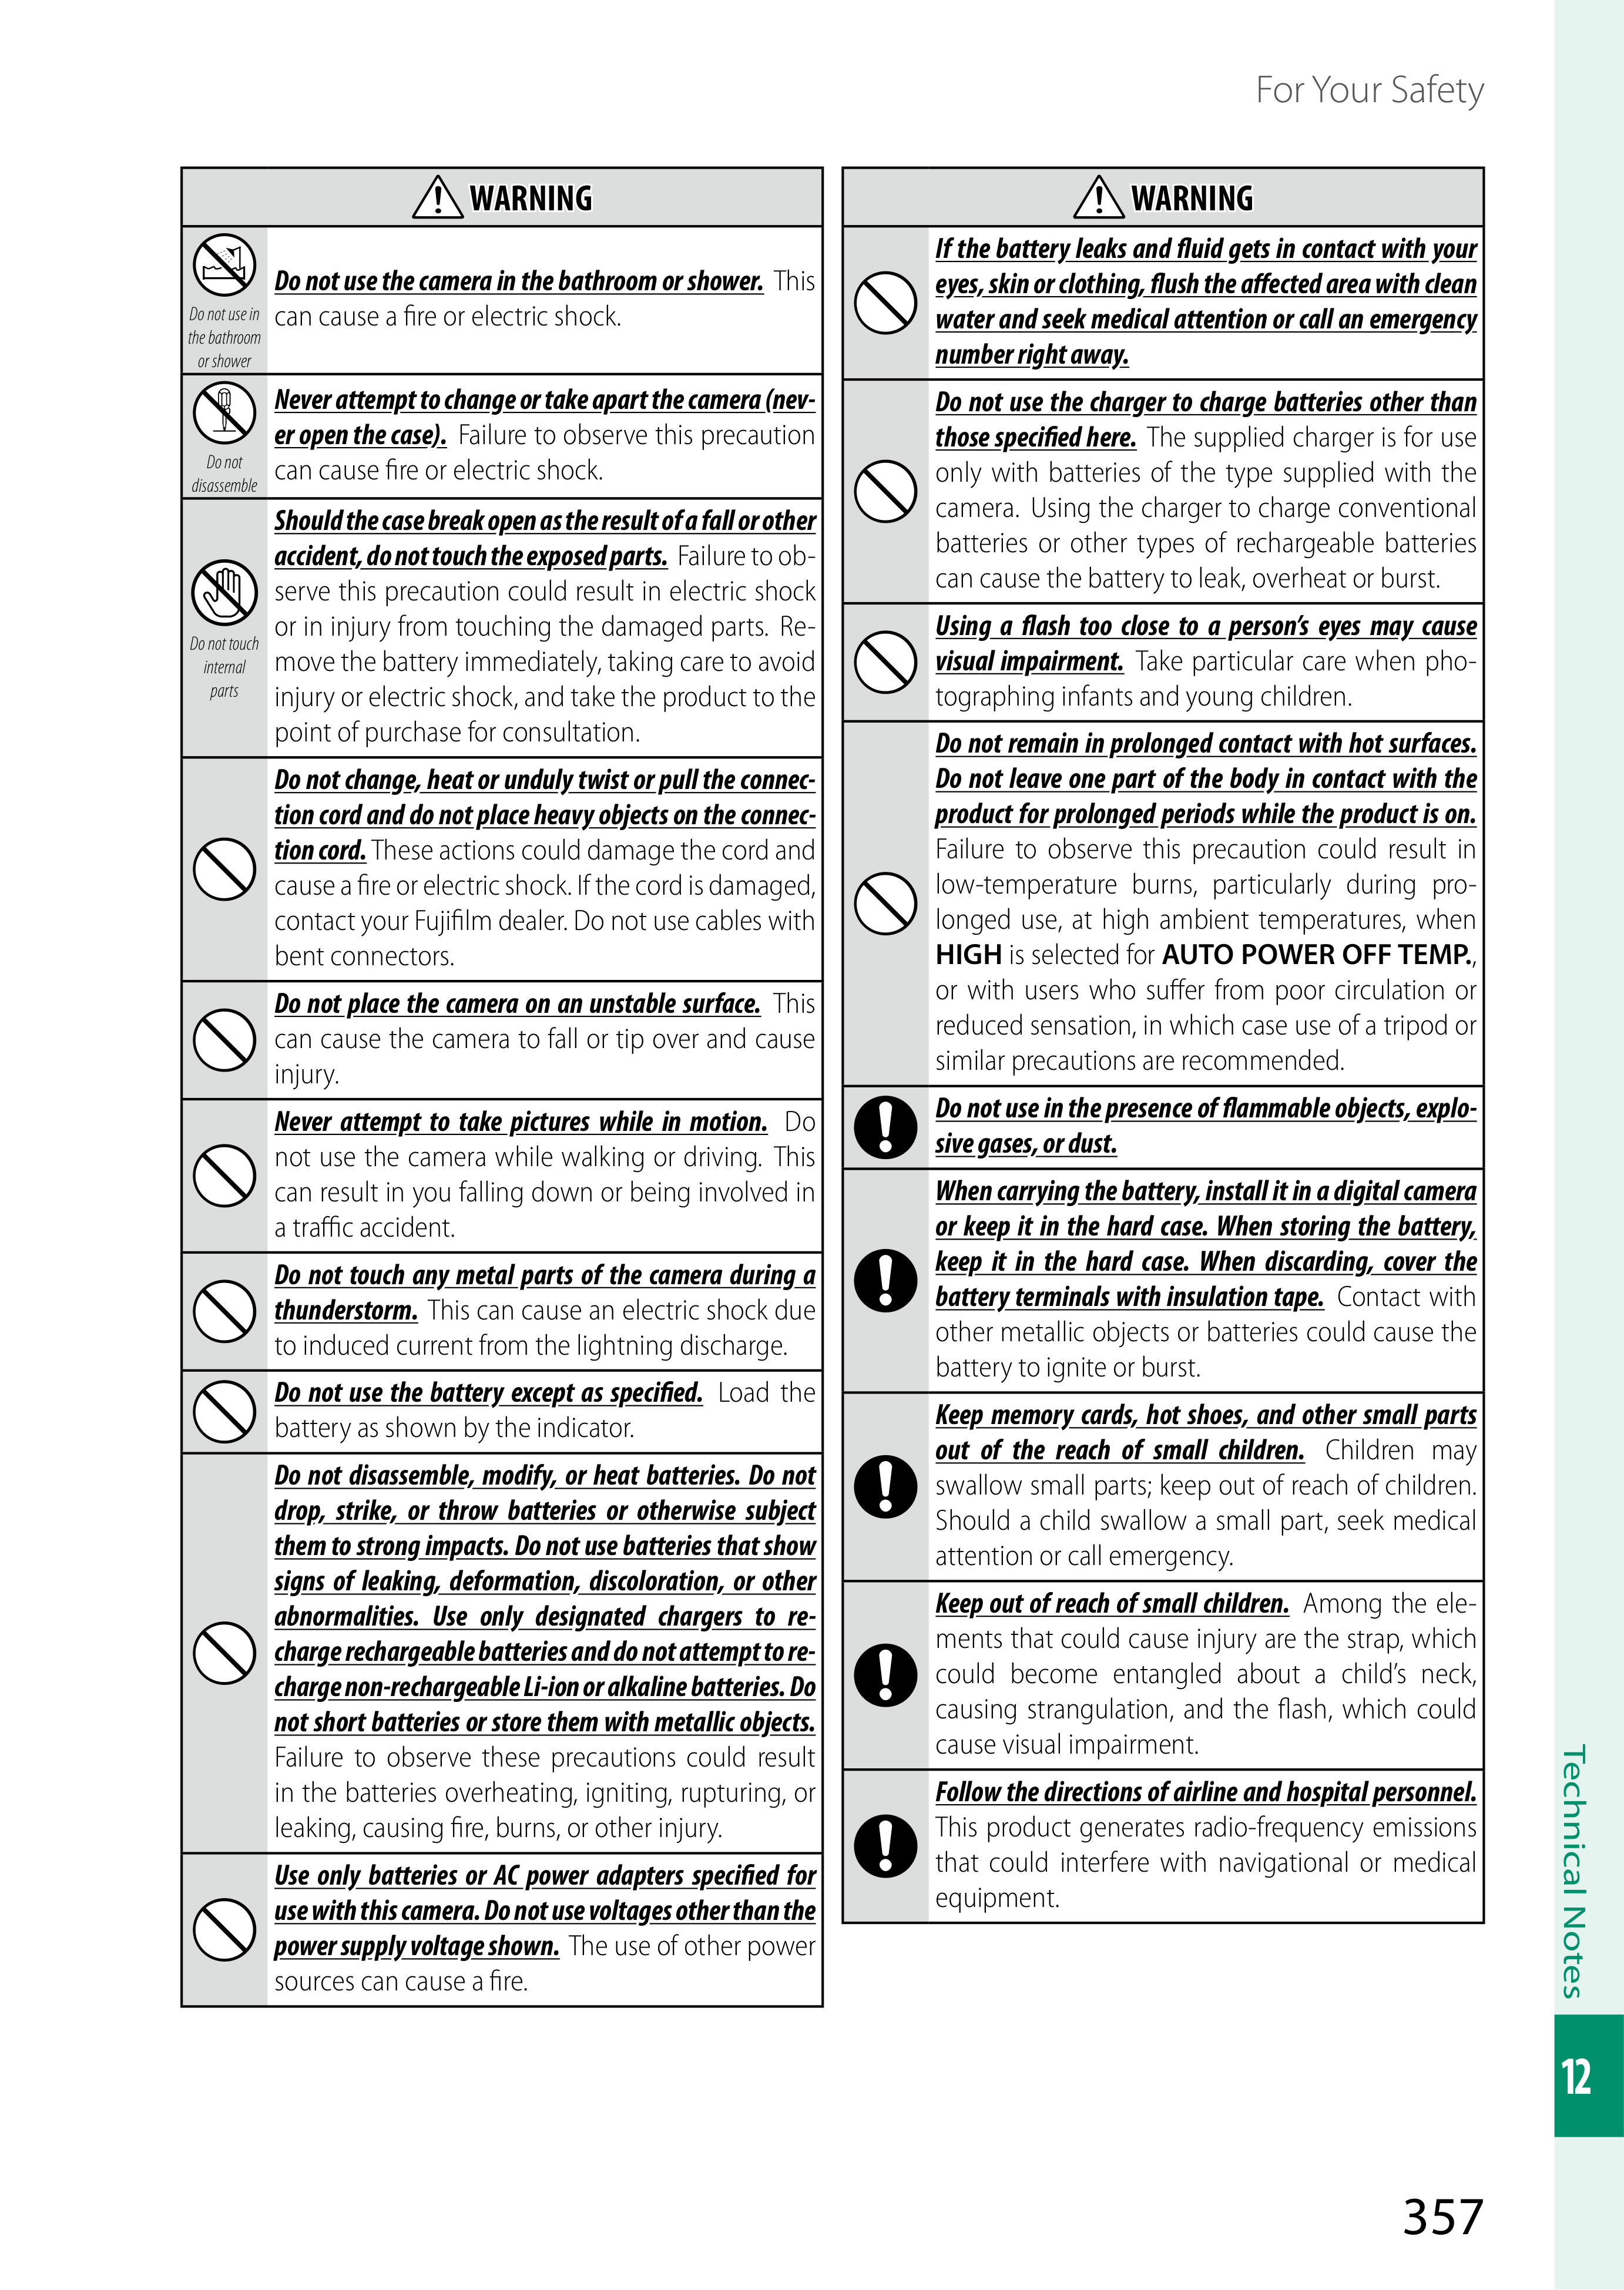 For Your Safety
WARNING
Do not use in
the bathroom
or shower
Do not use the camera in the bathroom or shower. This
can cause a fire or electric shock.
Do not
disassemble
Never attempt to change or take apart the camera (nev-
er open the case). Failure to observe this precaution
can cause fire or electric shock.
Do not touch
internal
parts
Should the case break open as the result of a fall or other
accident, do not touch the exposed parts. Failure to ob-
serve this precaution could result in electric shock
or in injury from touching the damaged parts. Re-
move the battery immediately, taking care to avoid
injury or electric shock, and take the product to the
point of purchase for consultation.
Do not change, heat or unduly twist or pull the connec-
tion cord and do not place heavy objects on the connec-
tion cord. These actions could damage the cord and
cause a fire or electric shock. If the cord is damaged,
contact your Fujifilm dealer. Do not use cables with
bent connectors.
Do not place the camera on an unstable surface. This
can cause the camera to fall or tip over and cause
injury.
Never attempt to take pictures while in motion. Do
not use the camera while walking or driving. This
can result in you falling down or being involved in
a traffic accident.
Do not touch any metal parts of the camera during a
thunderstorm. This can cause an electric shock due
to induced current from the lightning discharge.
Do not use the battery except as specified. Load the
battery as shown by the indicator.
Do not disassemble, modify, or heat batteries. Do not
drop, strike, or throw batteries or otherwise subject
them to strong impacts. Do not use batteries that show
signs of leaking, deformation, discoloration, or other
abnormalities. Use only designated chargers to re-
charge rechargeable batteries and do not attempt to re-
charge non-rechargeable Li-ion or alkaline batteries. Do
not short batteries or store them with metallic objects.
Failure to observe these precautions could result
in the batteries overheating, igniting, rupturing, or
leaking, causing fire, burns, or other injury.
Use only batteries or AC power adapters specified for
use with this camera. Do not use voltages other than the
power supply voltage shown. The use of other power
sources can cause a fire.
WARNING
If the battery leaks and fluid gets in contact with your
eyes, skin or clothing, flush the affected area with clean
water and seek medical attention or call an emergency
number right away.
Do not use the charger to charge batteries other than
those specified here. The supplied charger is for use
only with batteries of the type supplied with the
camera. Using the charger to charge conventional
batteries or other types of rechargeable batteries
can cause the battery to leak, overheat or burst.
Using a flash too close to a person’s eyes may cause
visual impairment. Take particular care when pho-
tographing infants and young children.
Do not remain in prolonged contact with hot surfaces.
Do not leave one part of the body in contact with the
product for prolonged periods while the product is on.
Failure to observe this precaution could result in
low-temperature burns, particularly during pro-
longed use, at high ambient temperatures, when
HIGH is selected for AUTO POWER OFF TEMP.,
or with users who suffer from poor circulation or
reduced sensation, in which case use of a tripod or
similar precautions are recommended.
Do not use in the presence of flammable objects, explo-
sive gases, or dust.
When carrying the battery, install it in a digital camera
or keep it in the hard case. When storing the battery,
keep it in the hard case. When discarding, cover the
battery terminals with insulation tape. Contact with
other metallic objects or batteries could cause the
battery to ignite or burst.
Keep memory cards, hot shoes, and other small parts
out of the reach of small children. Children may
swallow small parts; keep out of reach of children.
Should a child swallow a small part, seek medical
attention or call emergency.
Keep out of reach of small children. Among the ele-
ments that could cause injury are the strap, which
could become entangled about a child’s neck,
causing strangulation, and the flash, which could
cause visual impairment.
Follow the directions of airline and hospital personnel.
This product generates radio-frequency emissions
that could interfere with navigational or medical
equipment.
Technical Notes
12
357